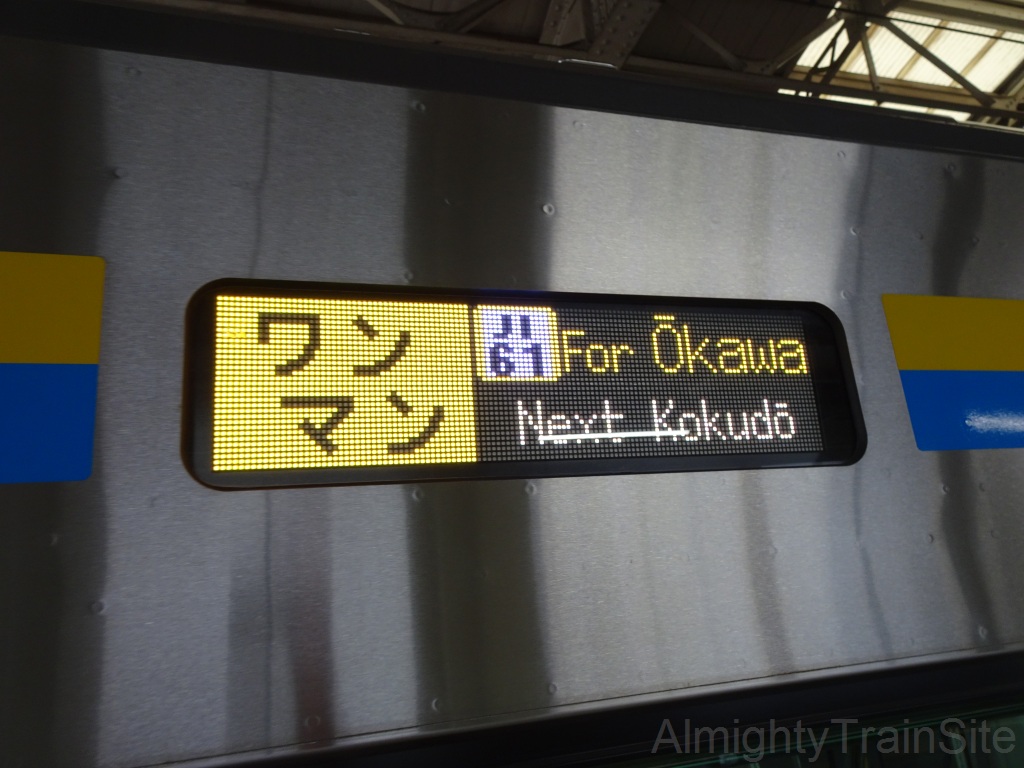 ワン
マン
JI
61
For Ōkawa
Next Kokudō
AlmightyTrainSite